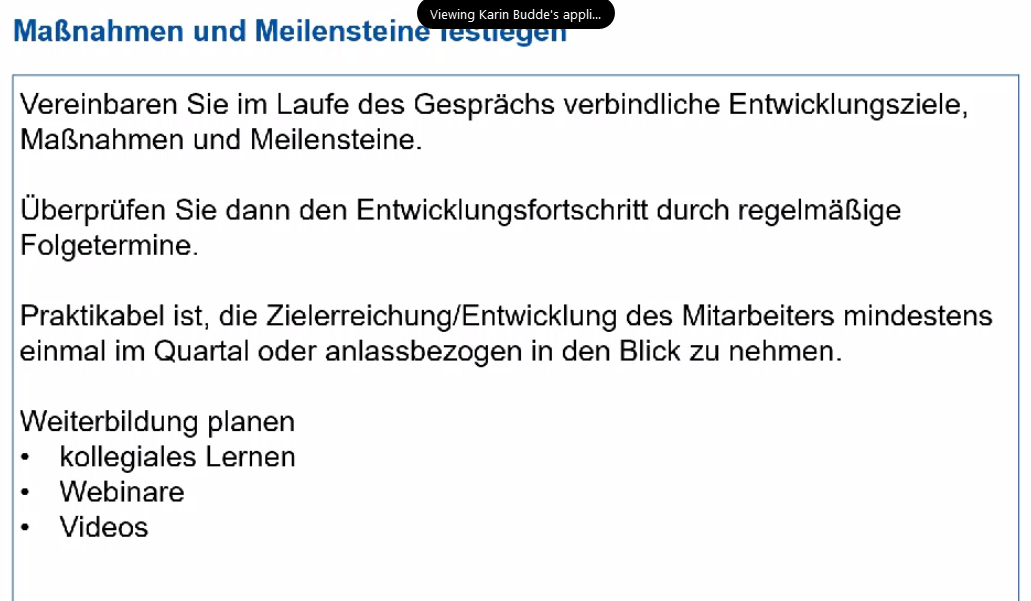 Viewing Karin Budde's appli...
Maßnahmen und Meilensteine festlegen
Vereinbaren Sie im Laufe des Gesprächs verbindliche Entwicklungsziele,
Maßnahmen und Meilensteine.
Überprüfen Sie dann den Entwicklungsfortschritt durch regelmäßige
Folgetermine.
Praktikabel ist, die Zielerreichung/Entwicklung des Mitarbeiters mindestens
einmal im Quartal oder anlassbezogen in den Blick zu nehmen.
Weiterbildung planen
• kollegiales Lernen
• Webinare
• Videos